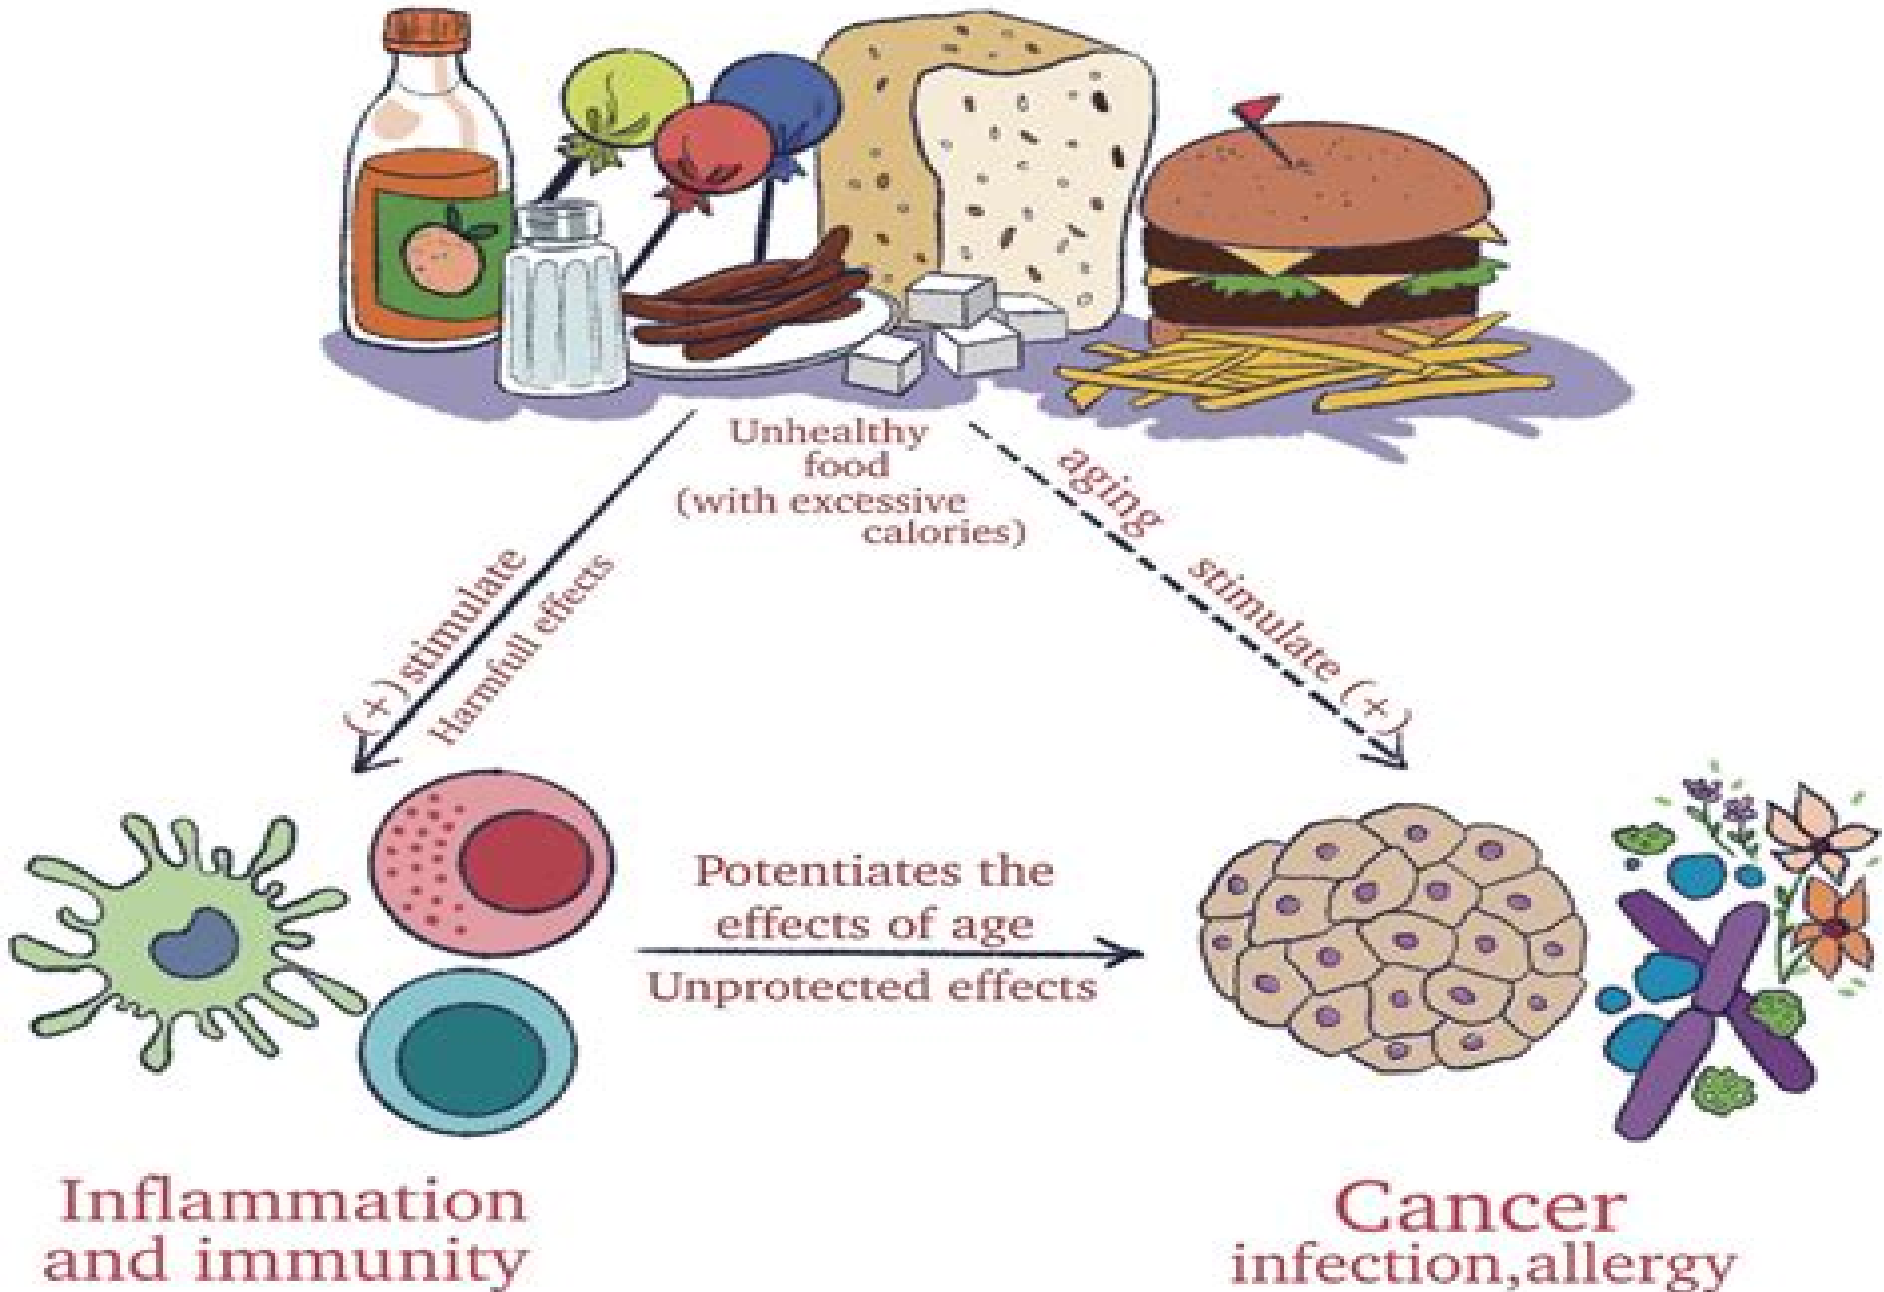 Unhealthy
food
(with excessive
calories)
(+) stimulate
Harmfull effects
aging stimulate (+)
Potentiates the
effects of age
Unprotected effects
Inflammation
and immunity
Cancer
infection,allergy